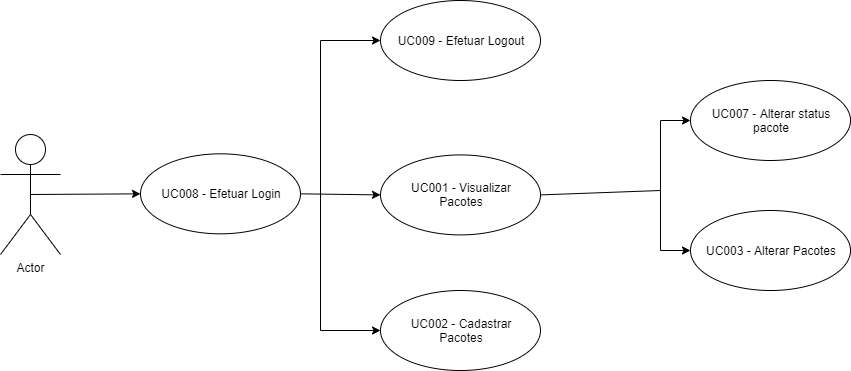 UC009 - Efetuar Logout
UC007 - Alterar status
pacote
UC008 - Efetuar Login
UC001 - Visualizar
Pacotes
UC003 - Alterar Pacotes
Actor
UC002 - Cadastrar
Pacotes